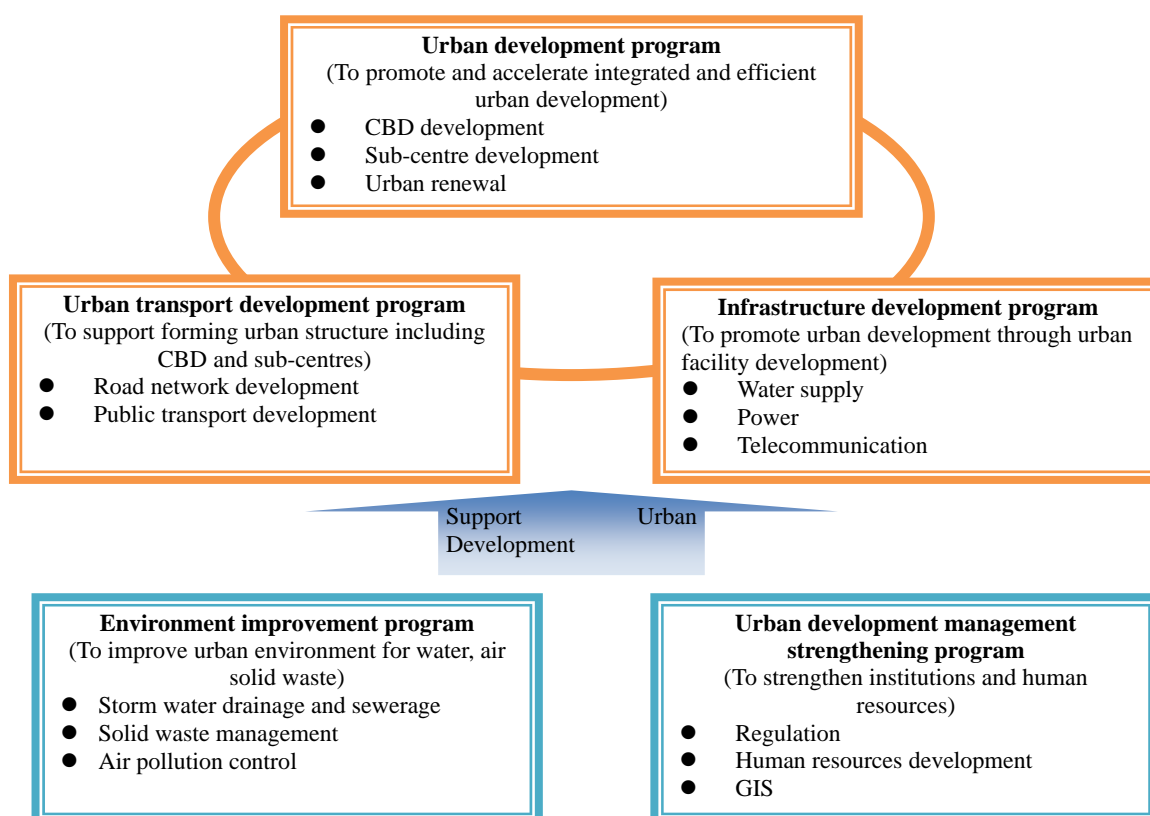 Urban development program
(To promote and accelerate integrated and efficient
urban development)
● CBD development
● Sub-centre development
● Urban renewal
Urban transport development program
(To support forming urban structure including
CBD and sub-centres)
● Road network development
● Public transport development
Infrastructure development program
(To promote urban development through urban
facility development)
● Water supply
● Power
● Telecommunication
Support Urban
Development
Environment improvement program
(To improve urban environment for water, air
solid waste)
● Storm water drainage and sewerage
● Solid waste management
● Air pollution control
Urban development management
strengthening program
(To strengthen institutions and human
resources)
● Regulation
● Human resources development
● GIS